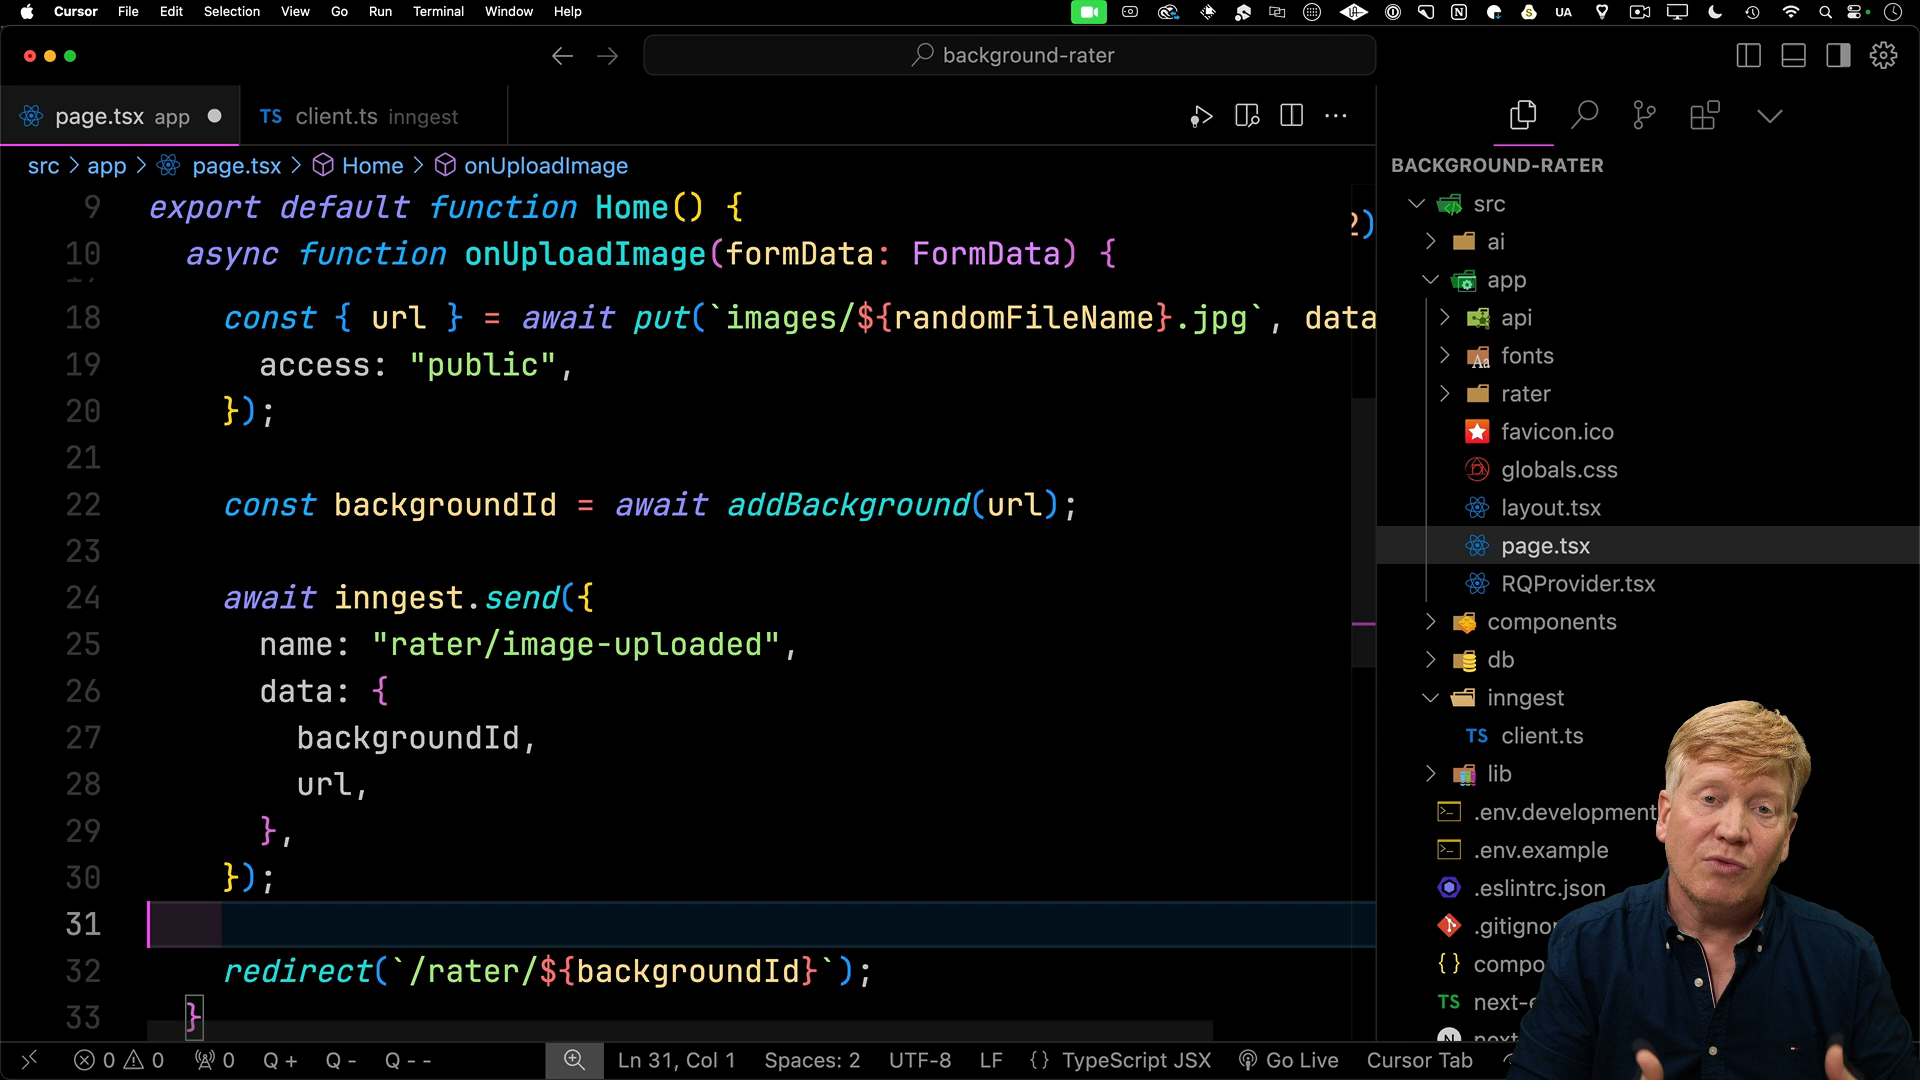 Cursor File Edit Selection View Go Run Terminal Window Help UA
background-rater
page.tsx app TS client.ts inngest
src > app > page.tsx > Home > onUploadImage
9 export default function Home() {
10 async function onUploadImage(formData: FormData) {
18 const { url } = await put(`images/${randomFileName}.jpg`, data
19 access: "public",
20 });
21
22 const backgroundId = await addBackground(url);
23
24 await inngest.send({
25 name: "rater/image-uploaded",
26 data: {
27 backgroundId,
28 url,
29 },
30 });
31
32 redirect(`/rater/${backgroundId}`);
33 }
BACKGROUND-RATER
src
ai
app
api
fonts
rater
favicon.ico
globals.css
layout.tsx
page.tsx
RQProvider.tsx
components
db
inngest
TS client.ts
lib
.env.development
.env.example
.eslintrc.json
.gitigno
compo
TS next-e
0 0 0 Q + Q - Q -- Ln 31, Col 1 Spaces: 2 UTF-8 LF {} TypeScript JSX Go Live Cursor Tab